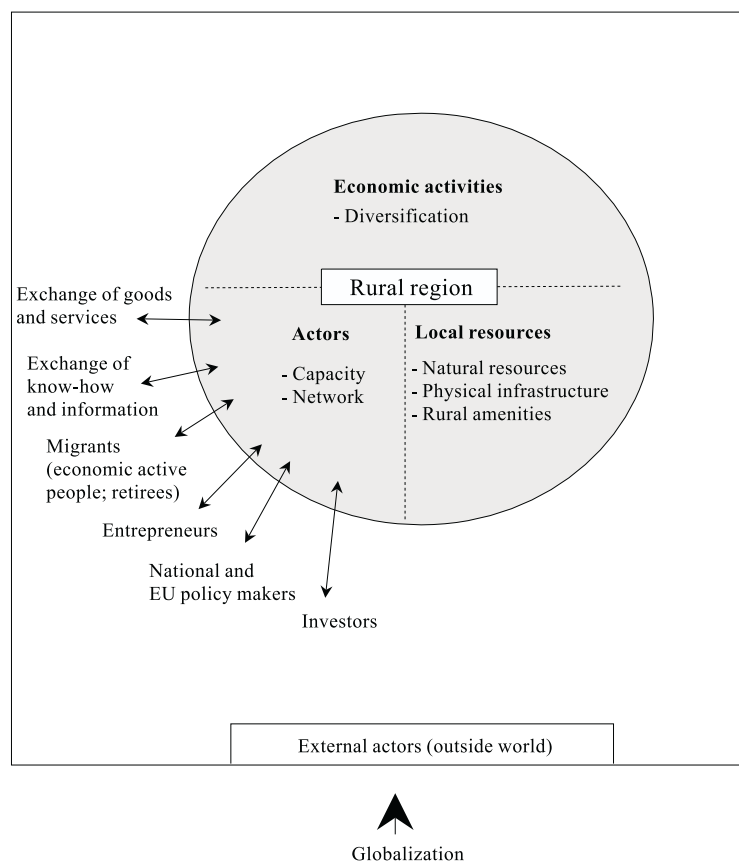 Economic activities
- Diversification
Rural region
Exchange of goods
and services
Actors
- Capacity
- Network
Local resources
- Natural resources
- Physical infrastructure
- Rural amenities
Exchange of
know-how
and information
Migrants
(economic active
people; retirees)
Entrepreneurs
National and
EU policy makers
Investors
External actors (outside world)
Globalization